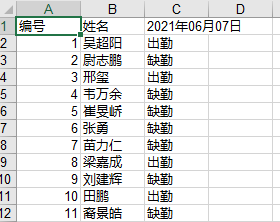 A B C D
1 编号 姓名 2021年06月07日
2 1 吴超阳 出勤
3 2 尉志鹏 缺勤
4 3 邢玺 出勤
5 4 韦万余 缺勤
6 5 崔旻峤 缺勤
7 6 张勇 缺勤
8 7 苗力仁 缺勤
9 8 梁嘉成 出勤
10 9 刘建辉 缺勤
11 10 田鹏 出勤
12 11 裔景皓 缺勤